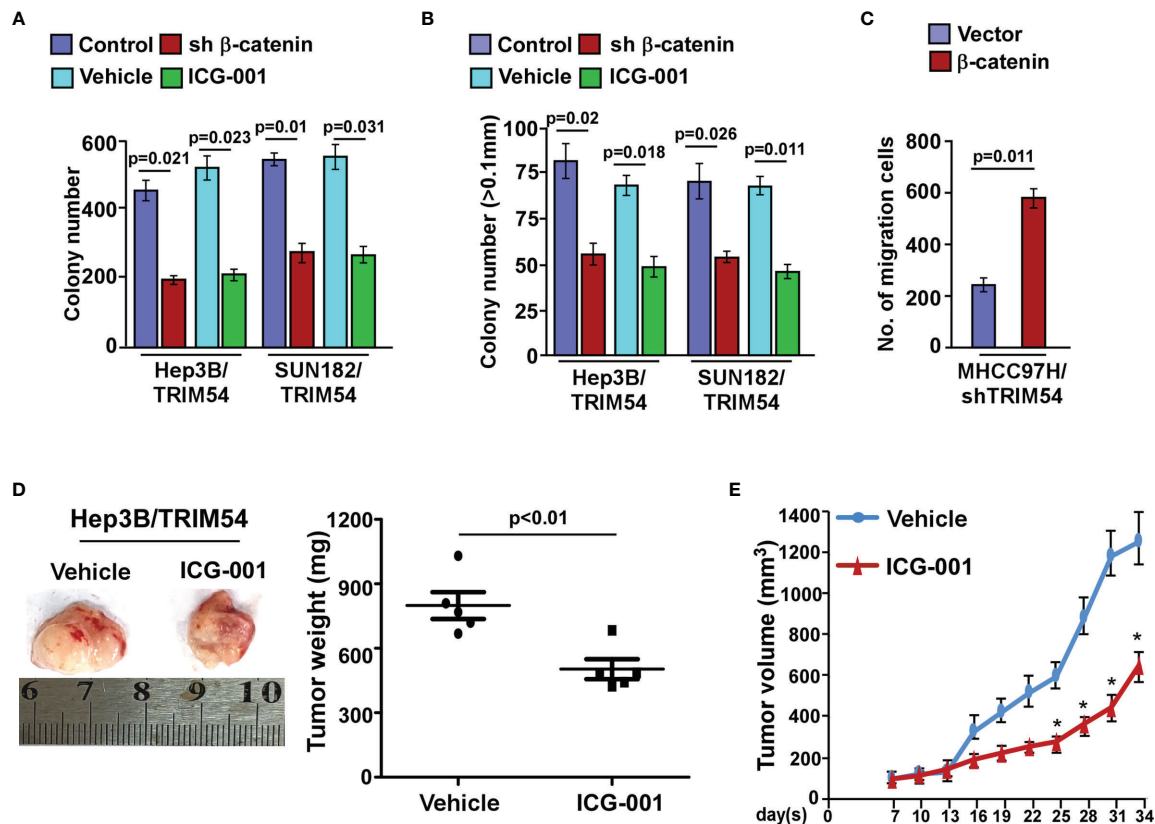 A
Control sh β-catenin
Vehicle ICG-001
Colony number
600
400
200
0
p=0.021
p=0.023
p=0.01
p=0.031
Hep3B/
TRIM54
SUN182/
TRIM54
B
Control sh β-catenin
Vehicle ICG-001
Colony number (>0.1mm)
100
75
50
25
0
p=0.02
p=0.018
p=0.026
p=0.011
Hep3B/
TRIM54
SUN182/
TRIM54
C
Vector
β-catenin
No. of migration cells
800
600
400
200
0
p=0.011
MHCC97H/
shTRIM54
D
Hep3B/TRIM54
Vehicle ICG-001
6 7 8 9 10
Tumor weight (mg)
1200
900
600
300
0
p<0.01
Vehicle ICG-001
E
Vehicle
ICG-001
Tumor volume (mm³)
1400
1200
1000
800
600
400
200
0
* * * *
day(s) 7 10 13 16 19 22 25 28 31 34